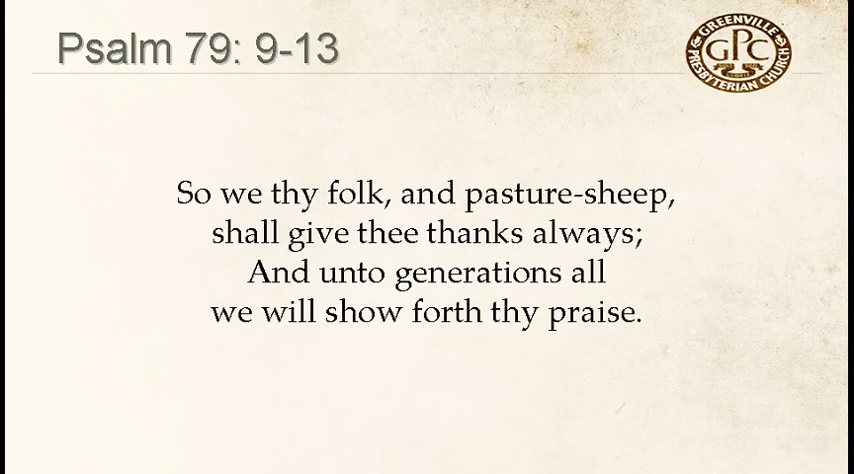 Psalm 79: 9-13
GREENVILLE
GPC
PRESBYTERIAN CHURCH
So we thy folk, and pasture-sheep,
shall give thee thanks always;
And unto generations all
we will show forth thy praise.